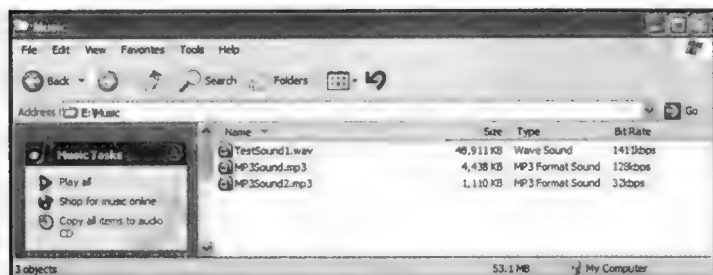 File Edit View Favorites Tools Help
Back Search Folders
Address E:\Music Go
Name Size Type Bit Rate
TestSound1.wav 48,911 KB Wave Sound 1411kbps
MP3Sound.mp3 4,438 KB MP3 Format Sound 128kbps
MP3Sound2.mp3 1,110 KB MP3 Format Sound 32kbps
Music Tasks
Play all
Shop for music online
Copy all items to audio
CD
3 objects 53.1 MB My Computer